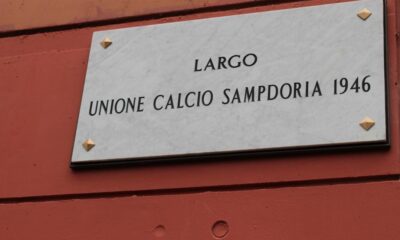 LARGO
UNIONE CALCIO SAMPDORIA 1946